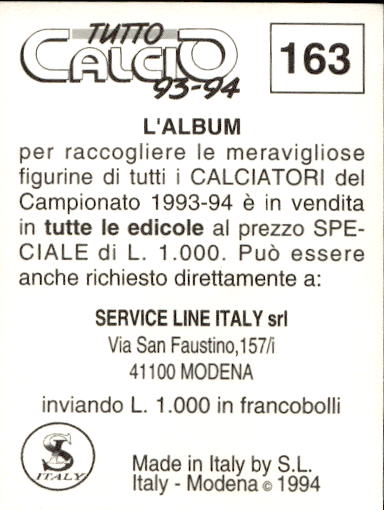 TUTTO
CALCIO
93-94
163
L'ALBUM
per raccogliere le meravigliose
figurine di tutti i CALCIATORI del
Campionato 1993-94 è in vendita
in tutte le edicole al prezzo SPE-
CIALE di L. 1.000. Può essere
anche richiesto direttamente a:
SERVICE LINE ITALY srl
Via San Faustino,157/i
41100 MODENA
inviando L. 1.000 in francobolli
SL
ITALY
Made in Italy by S.L.
Italy - Modena © 1994